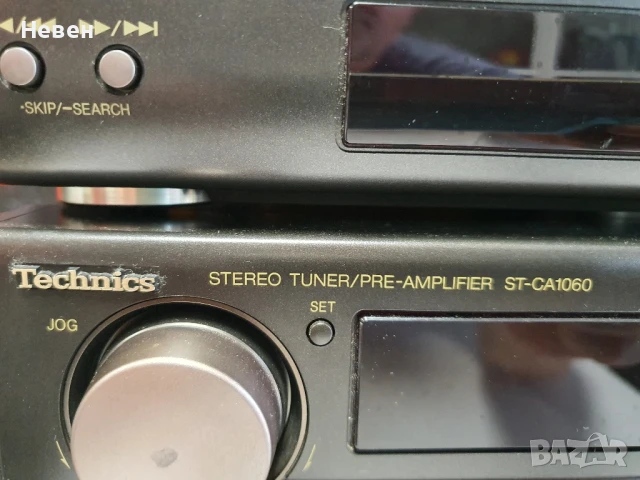 Невен
◀/◀◀ ▶▶/▶▶|
•SKIP/–SEARCH
Technics
STEREO TUNER/PRE-AMPLIFIER ST-CA1060
SET
JOG
BAZAR